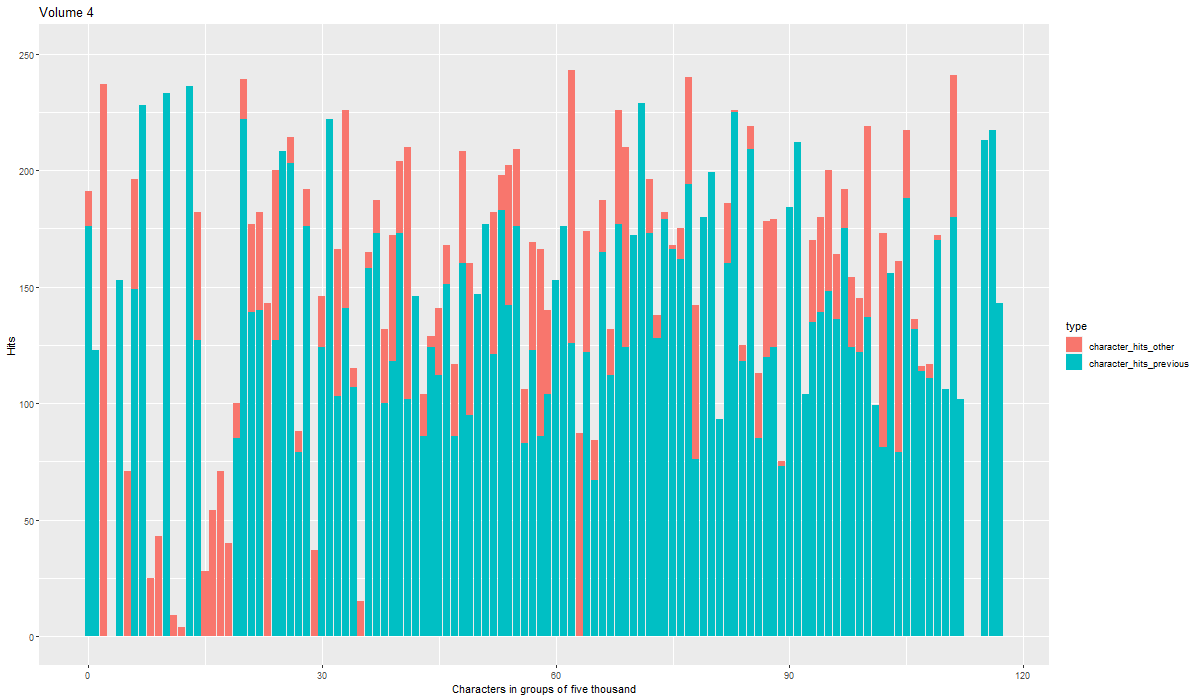 Volume 4
250
200
150
100
50
0
Hits
0 30 60 90 120
Characters in groups of five thousand
type
character_hits_other
character_hits_previous